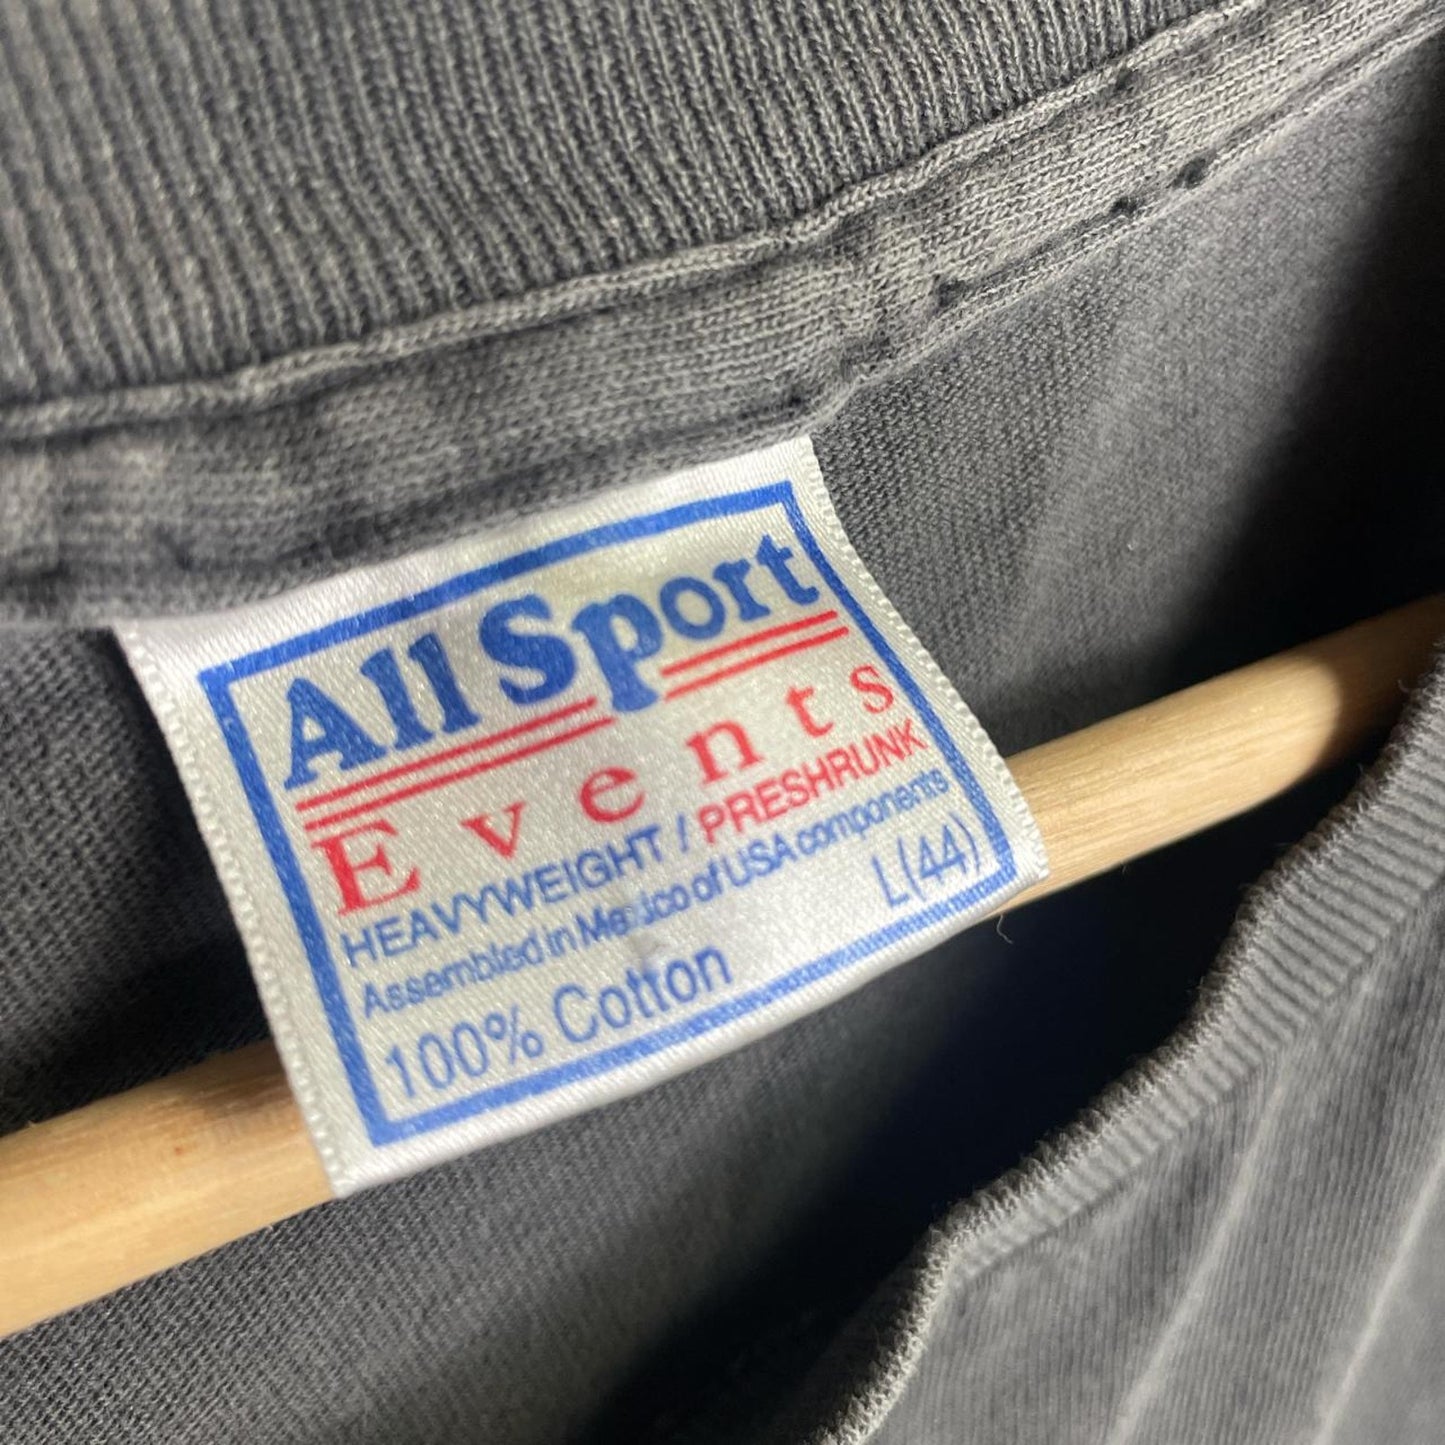 All Sport
Events
HEAVYWEIGHT / PRESHRUNK
Assembled in Mexico of USA components
L(44)
100% Cotton